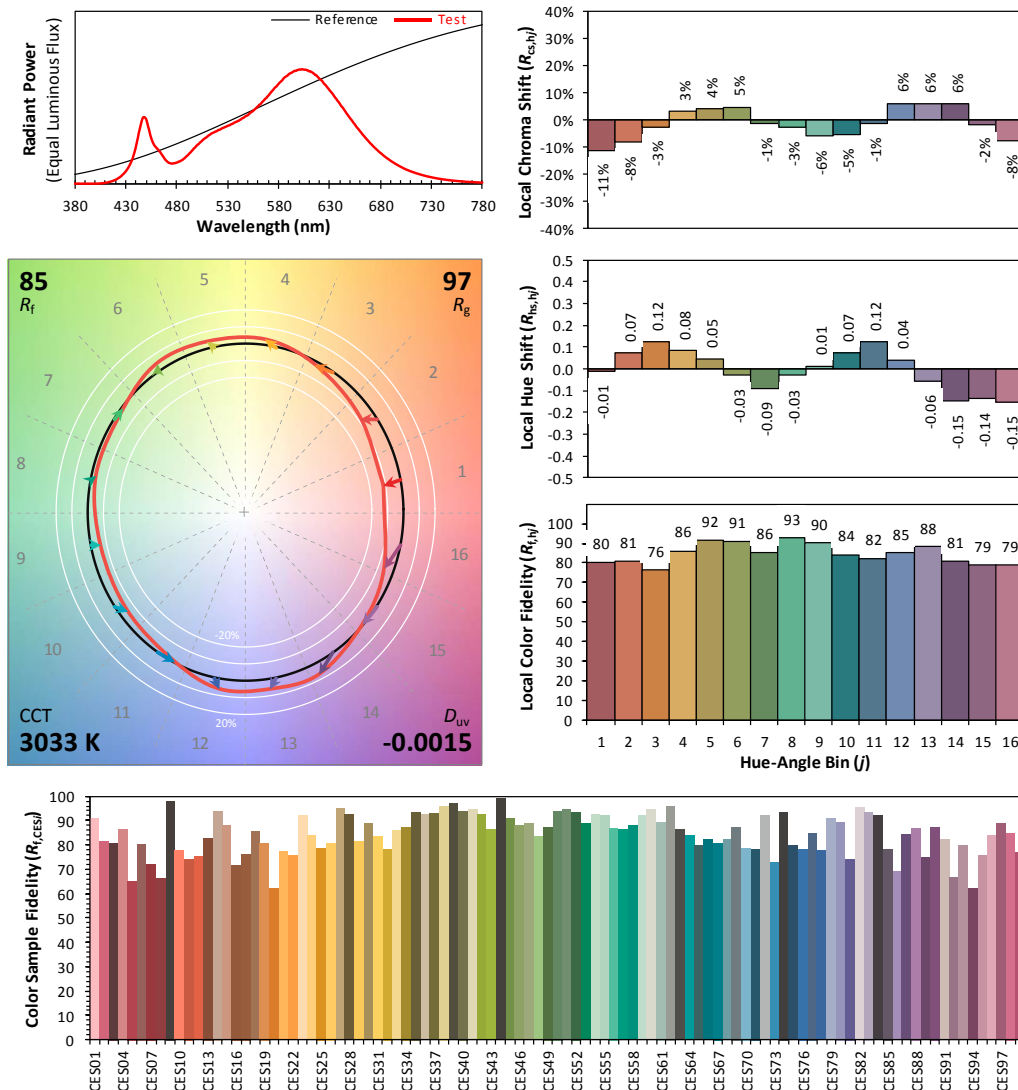 Reference
Test
Radiant Power
(Equal Luminous Flux)
380 430 480 530 580 630 680 730 780
Wavelength (nm)
Local Chroma Shift (Rcs,hj)
40%
30%
20%
10%
0%
-10%
-20%
-30%
-40%
-11% -8% -3% 3% 4% 5% -1% -3% -6% -5% -1% 6% 6% 6% -2% -8%
85
Rf
97
Rg
5 4
6 3
7 2
8 1
9 16
10 15
11 14
12 13
-20%
20%
CCT
3033 K
Duv
-0.0015
Local Hue Shift (Rhs,hj)
0.5
0.4
0.3
0.2
0.1
0.0
-0.1
-0.2
-0.3
-0.4
-0.5
-0.01 0.07 0.12 0.08 0.05 -0.03 -0.09 -0.03 0.01 0.07 0.12 0.04 -0.06 -0.15 -0.14 -0.15
Local Color Fidelity (Rf,hj)
100
90
80
70
60
50
40
30
20
10
0
80 81 76 86 92 91 86 93 90 84 82 85 88 81 79 79
1 2 3 4 5 6 7 8 9 10 11 12 13 14 15 16
Hue-Angle Bin (j)
Color Sample Fidelity (Rf,CESi)
100
90
80
70
60
50
40
30
20
10
0
CES01 CES04 CES07 CES10 CES13 CES16 CES19 CES22 CES25 CES28 CES31 CES34 CES37 CES40 CES43 CES46 CES49 CES52 CES55 CES58 CES61 CES64 CES67 CES70 CES73 CES76 CES79 CES82 CES85 CES88 CES91 CES94 CES97